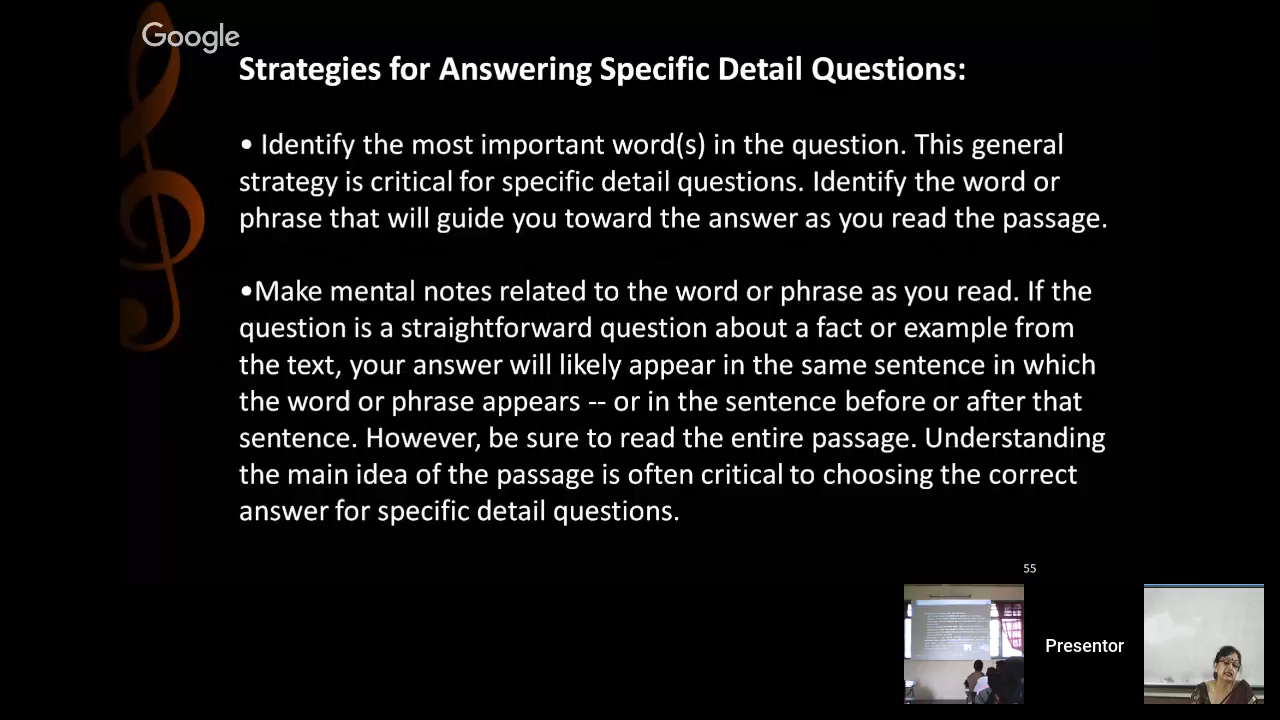 Google
Strategies for Answering Specific Detail Questions:
• Identify the most important word(s) in the question. This general
strategy is critical for specific detail questions. Identify the word or
phrase that will guide you toward the answer as you read the passage.
•Make mental notes related to the word or phrase as you read. If the
question is a straightforward question about a fact or example from
the text, your answer will likely appear in the same sentence in which
the word or phrase appears -- or in the sentence before or after that
sentence. However, be sure to read the entire passage. Understanding
the main idea of the passage is often critical to choosing the correct
answer for specific detail questions.
55
Presentor